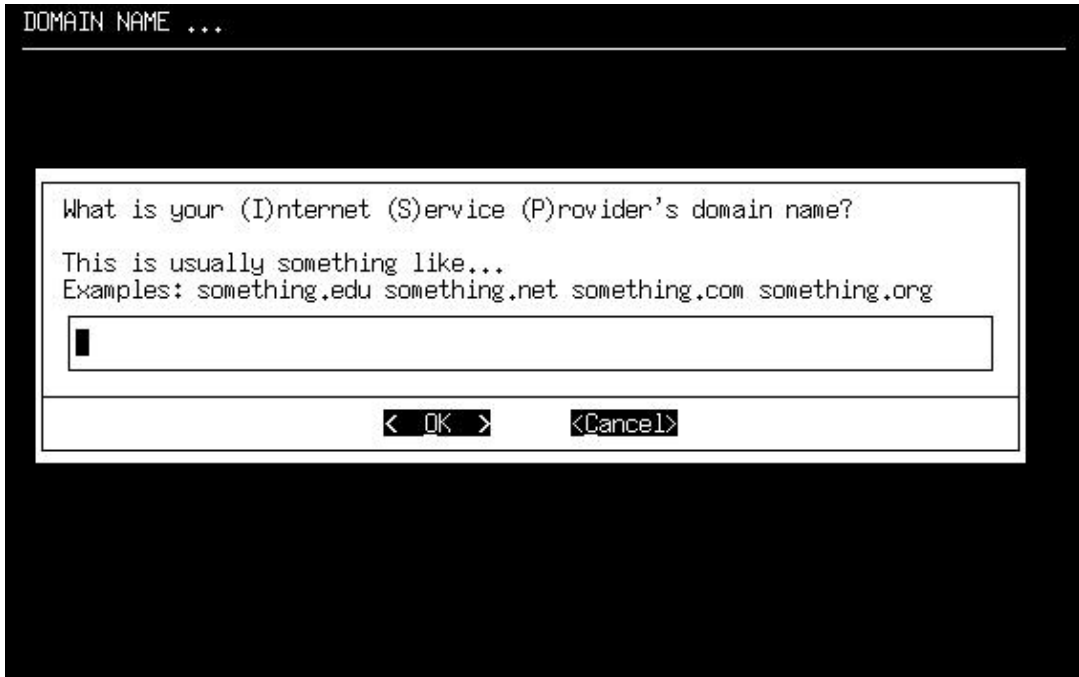 DOMAIN NAME ...
What is your (I)nternet (S)ervice (P)rovider's domain name?
This is usually something like...
Examples: something.edu something.net something.com something.org
< OK > <Cancel>